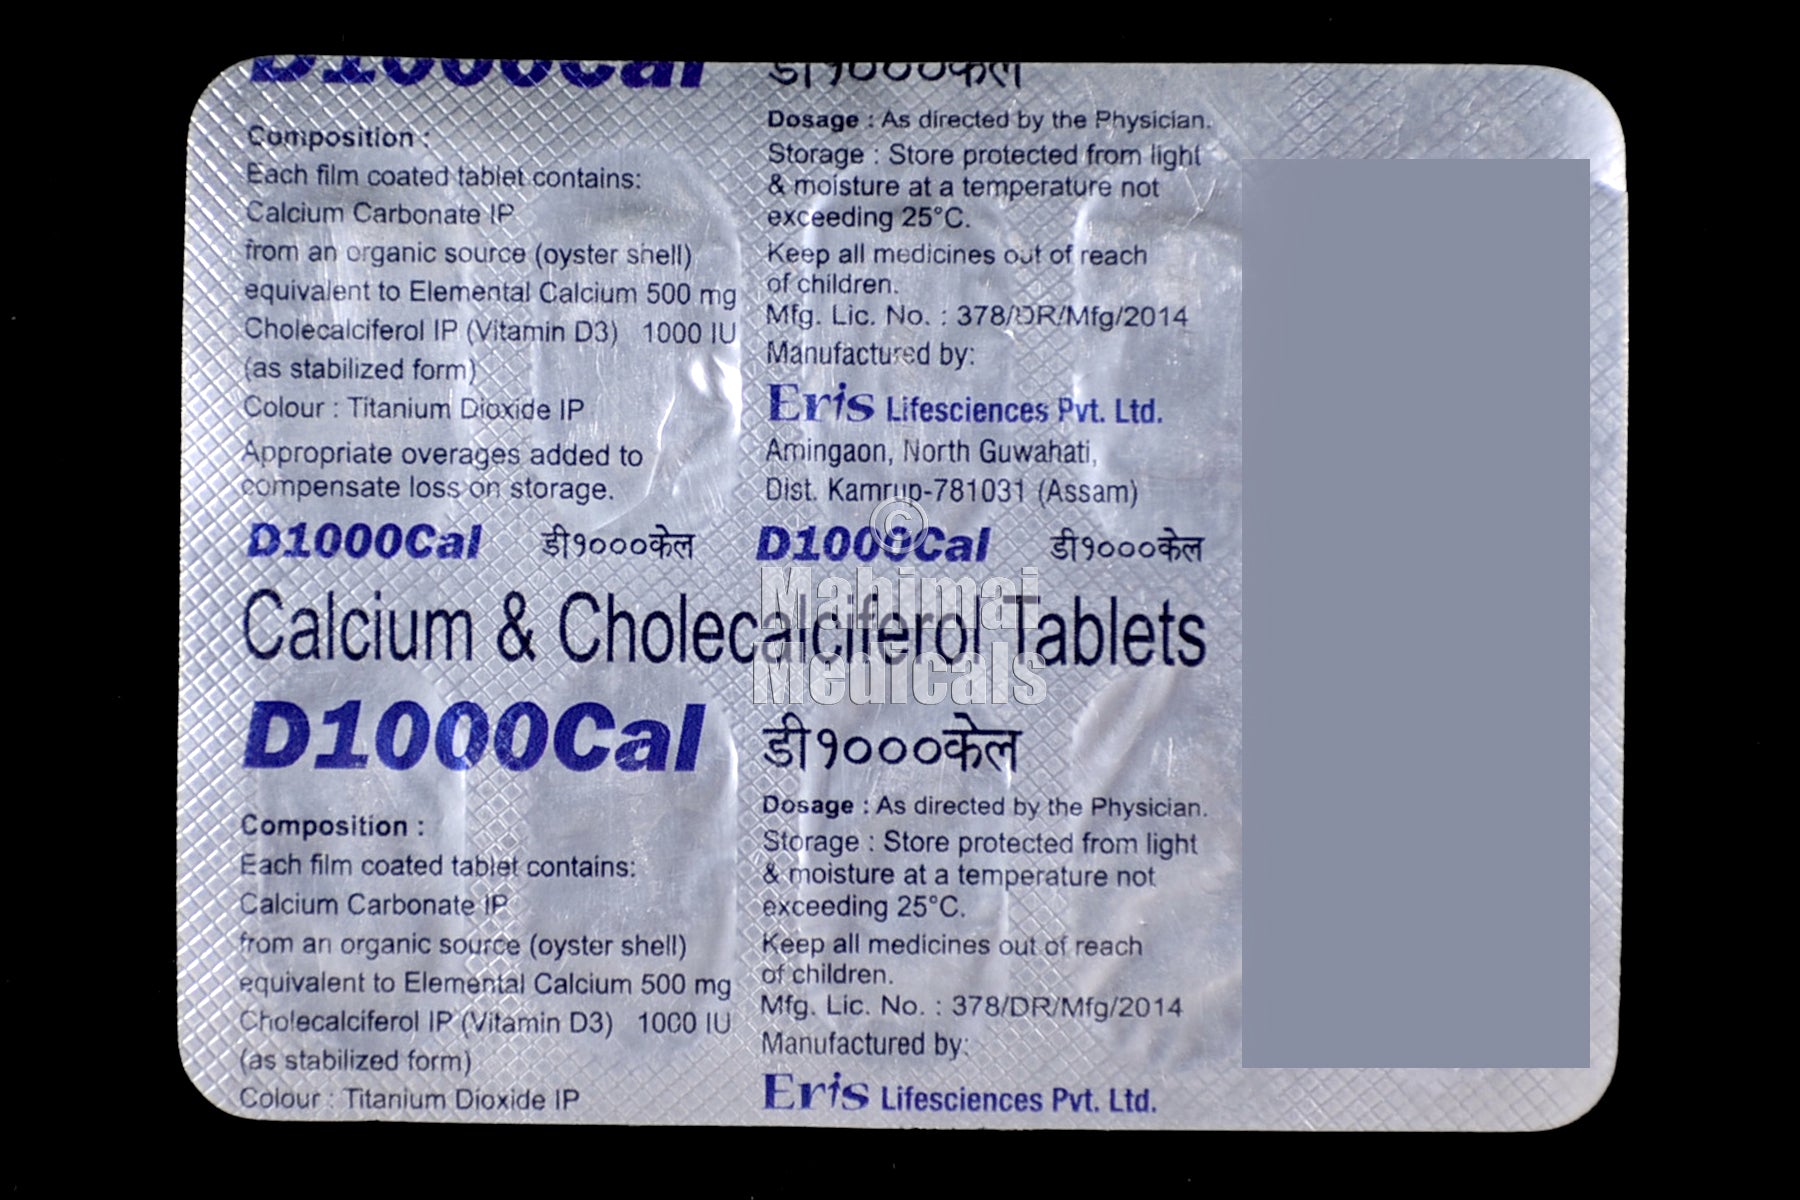 D1000Cal डी१०००केल
Composition :
Each film coated tablet contains:
Calcium Carbonate IP
from an organic source (oyster shell)
equivalent to Elemental Calcium 500 mg
Cholecalciferol IP (Vitamin D3) 1000 IU
(as stabilized form)
Colour : Titanium Dioxide IP
Appropriate overages added to
compensate loss on storage.
Dosage : As directed by the Physician.
Storage : Store protected from light
& moisture at a temperature not
exceeding 25°C.
Keep all medicines out of reach
of children.
Mfg. Lic. No. : 378/DR/Mfg/2014
Manufactured by:
Eris Lifesciences Pvt. Ltd.
Amingaon, North Guwahati,
Dist. Kamrup-781031 (Assam)
D1000Cal डी१०००केल D1000Cal डी१०००केल
Calcium & Cholecalciferol Tablets
D1000Cal डी१०००केल
Composition :
Each film coated tablet contains:
Calcium Carbonate IP
from an organic source (oyster shell)
equivalent to Elemental Calcium 500 mg
Cholecalciferol IP (Vitamin D3) 1000 IU
(as stabilized form)
Colour : Titanium Dioxide IP
Dosage : As directed by the Physician.
Storage : Store protected from light
& moisture at a temperature not
exceeding 25°C.
Keep all medicines out of reach
of children.
Mfg. Lic. No. : 378/DR/Mfg/2014
Manufactured by:
Eris Lifesciences Pvt. Ltd.
©
Mahimai
Medicals